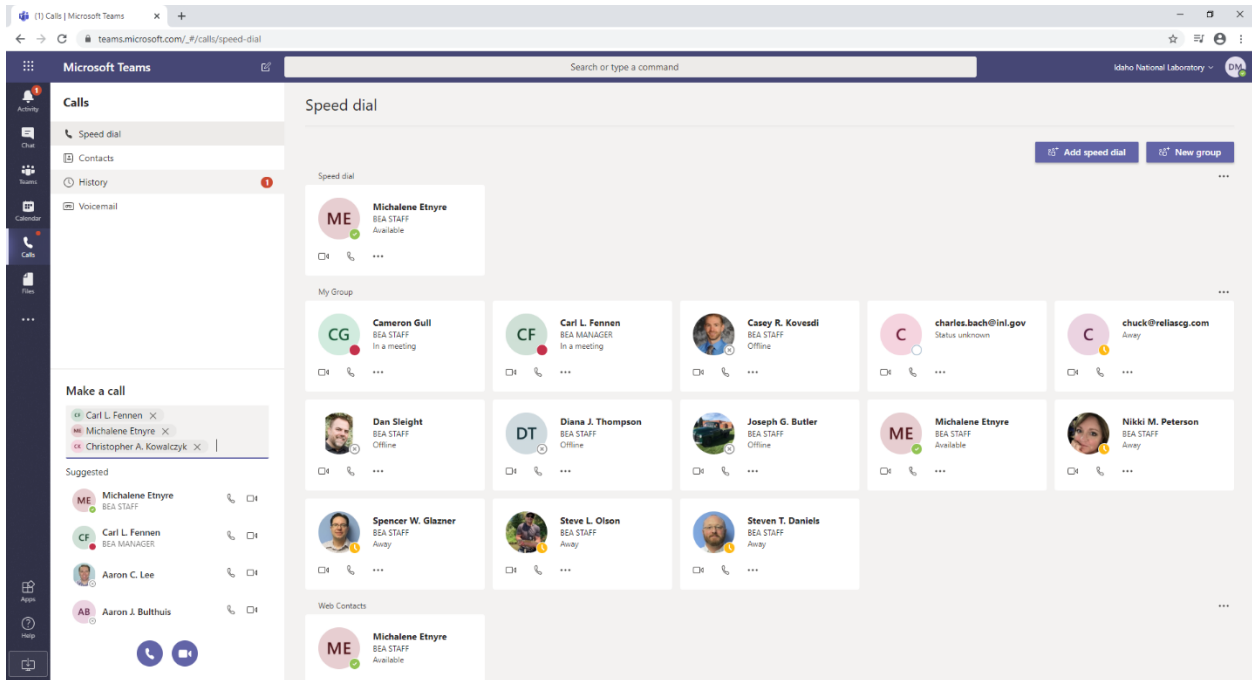 (1) Calls | Microsoft Teams
teams.microsoft.com/_#/calls/speed-dial
Microsoft Teams
Search or type a command
Idaho National Laboratory
DM
1
Activity
Chat
Teams
Calendar
Calls
Files
Apps
Help
Calls
Speed dial
Contacts
History 1
Voicemail
Make a call
CF Carl L. Fennen
ME Michalene Etnyre
CK Christopher A. Kowalczyk
Suggested
ME Michalene Etnyre
BEA STAFF
CF Carl L. Fennen
BEA MANAGER
Aaron C. Lee
AB Aaron J. Bulthuis
Speed dial
Add speed dial New group
Speed dial
ME
Michalene Etnyre
BEA STAFF
Available
My Group
CG
Cameron Gull
BEA STAFF
In a meeting
CF
Carl L. Fennen
BEA MANAGER
In a meeting
Casey R. Kovesdi
BEA STAFF
Offline
C
charles.bach@inl.gov
Status unknown
C
chuck@reliascg.com
Away
Dan Sleight
BEA STAFF
Offline
DT
Diana J. Thompson
BEA STAFF
Offline
Joseph G. Butler
BEA STAFF
Offline
ME
Michalene Etnyre
BEA STAFF
Available
Nikki M. Peterson
BEA STAFF
Away
Spencer W. Glazner
BEA STAFF
Away
Steve L. Olson
BEA STAFF
Away
Steven T. Daniels
BEA STAFF
Away
Web Contacts
ME
Michalene Etnyre
BEA STAFF
Available